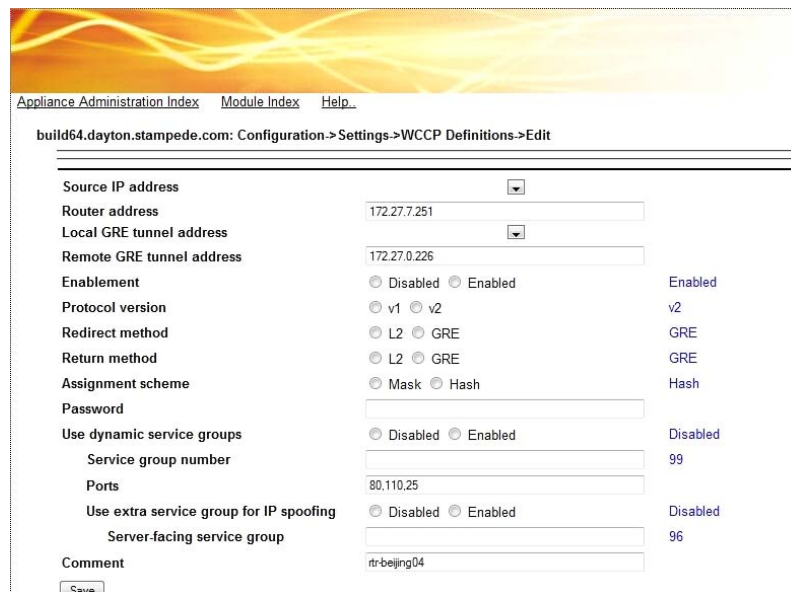 Appliance Administration Index Module Index Help..
build64.dayton.stampede.com: Configuration->Settings->WCCP Definitions->Edit
Source IP address
Router address 172.27.7.251
Local GRE tunnel address
Remote GRE tunnel address 172.27.0.226
Enablement Disabled Enabled Enabled
Protocol version v1 v2 v2
Redirect method L2 GRE GRE
Return method L2 GRE GRE
Assignment scheme Mask Hash Hash
Password
Use dynamic service groups Disabled Enabled Disabled
Service group number 99
Ports 80,110,25
Use extra service group for IP spoofing Disabled Enabled Disabled
Server-facing service group 96
Comment rtr-beijing04
Save